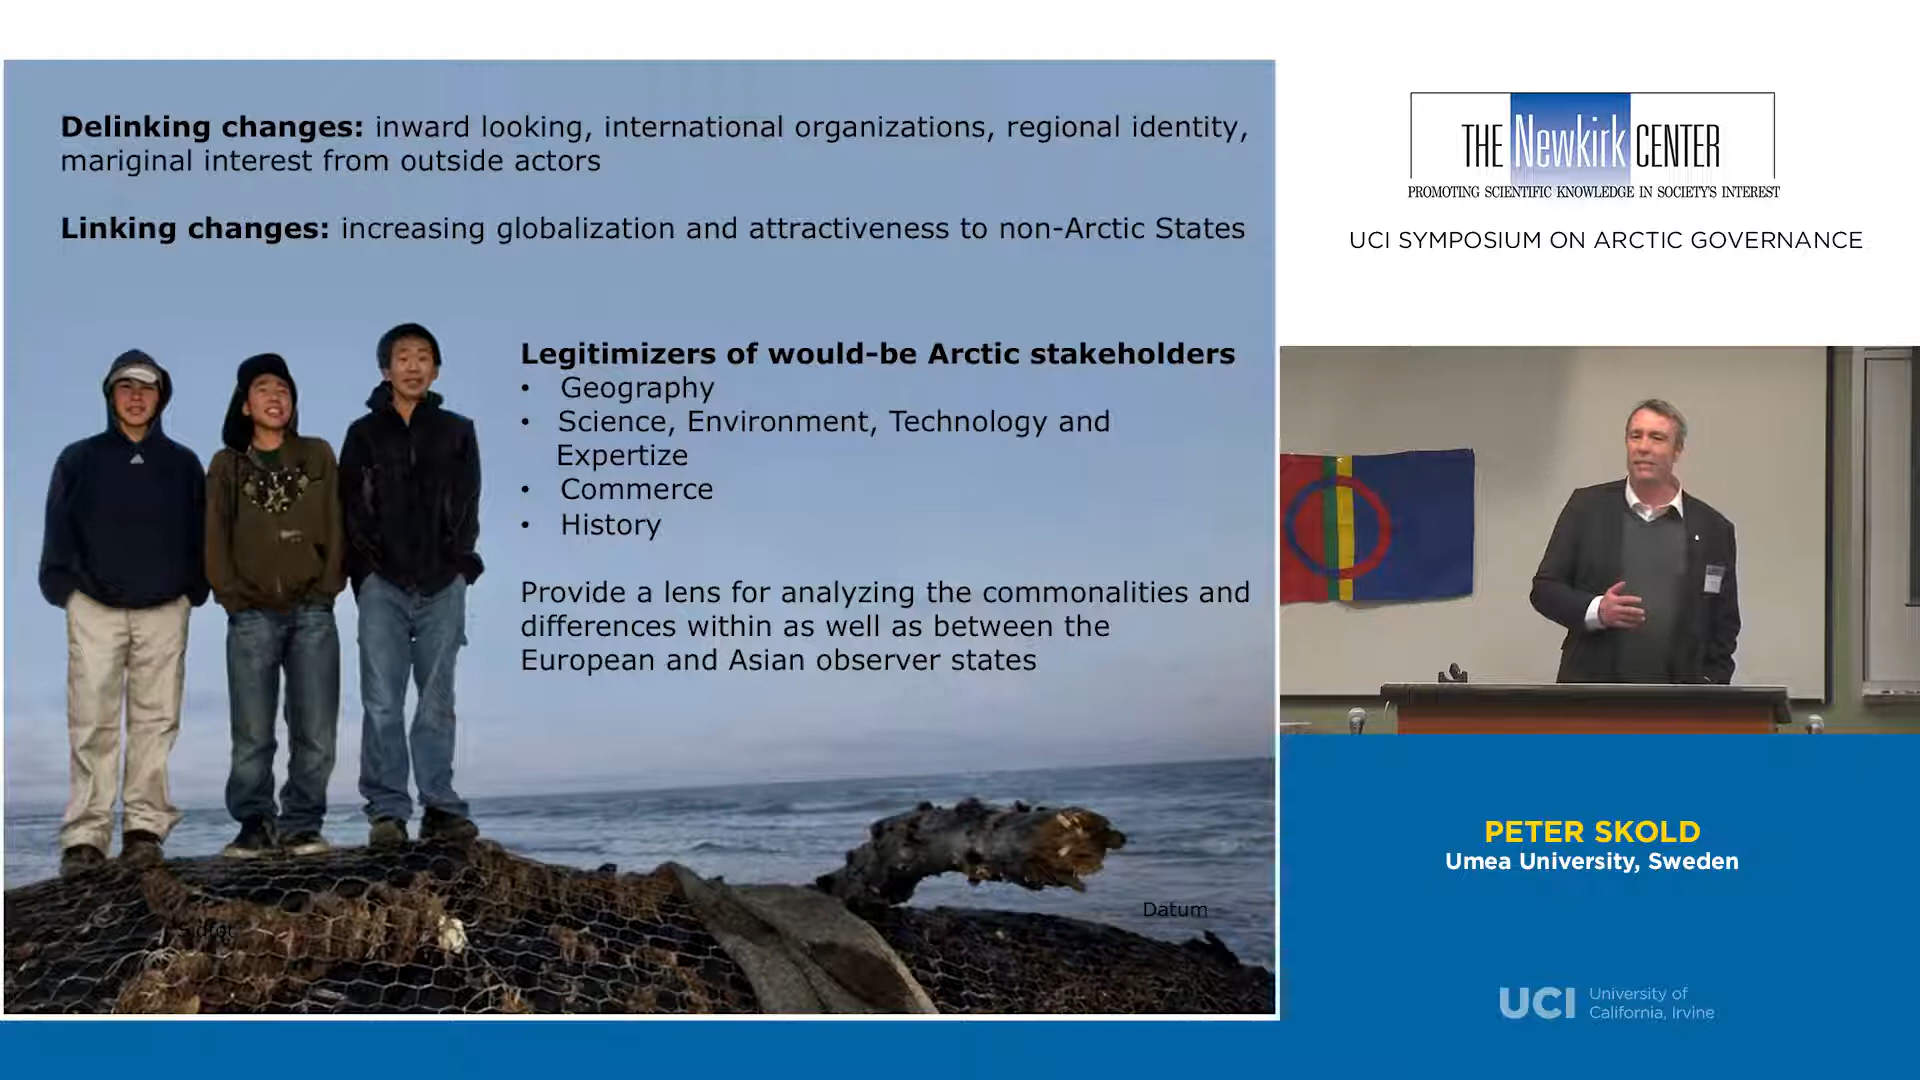 Delinking changes: inward looking, international organizations, regional identity,
mariginal interest from outside actors
Linking changes: increasing globalization and attractiveness to non-Arctic States
Legitimizers of would-be Arctic stakeholders
• Geography
• Science, Environment, Technology and
Expertize
• Commerce
• History
Provide a lens for analyzing the commonalities and
differences within as well as between the
European and Asian observer states
Sidfot
Datum
THE Newkirk CENTER
PROMOTING SCIENTIFIC KNOWLEDGE IN SOCIETY'S INTEREST
UCI SYMPOSIUM ON ARCTIC GOVERNANCE
PETER SKOLD
Umea University, Sweden
UCI University of
California, Irvine